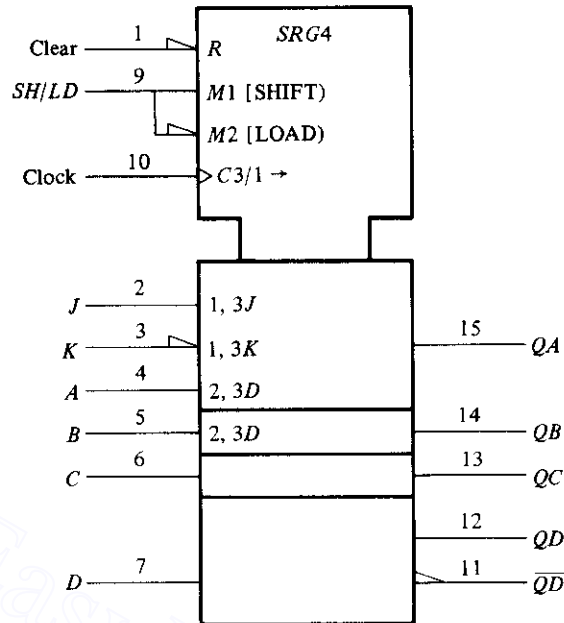 1
SRG4
Clear
R
9
SH/LD
M1 [SHIFT)
M2 [LOAD)
10
Clock
C3/1 →
2
J
1, 3J
3
15
K
1, 3K
QA
4
A
2, 3D
5
14
B
2, 3D
QB
6
13
C
QC
12
QD
7
11
D
QD